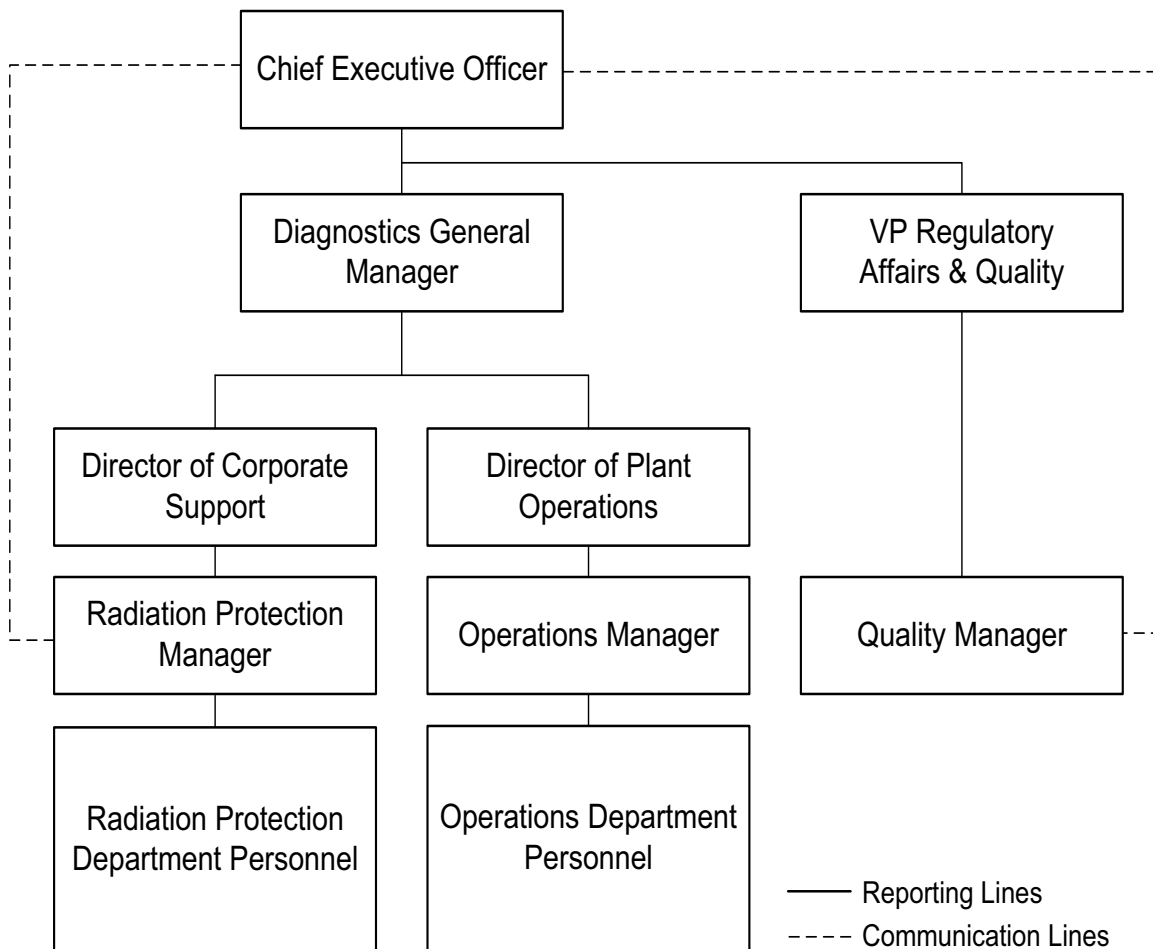 Chief Executive Officer
Diagnostics General
Manager
VP Regulatory
Affairs & Quality
Director of Corporate
Support
Director of Plant
Operations
Radiation Protection
Manager
Operations Manager
Quality Manager
Radiation Protection
Department Personnel
Operations Department
Personnel
Reporting Lines
Communication Lines